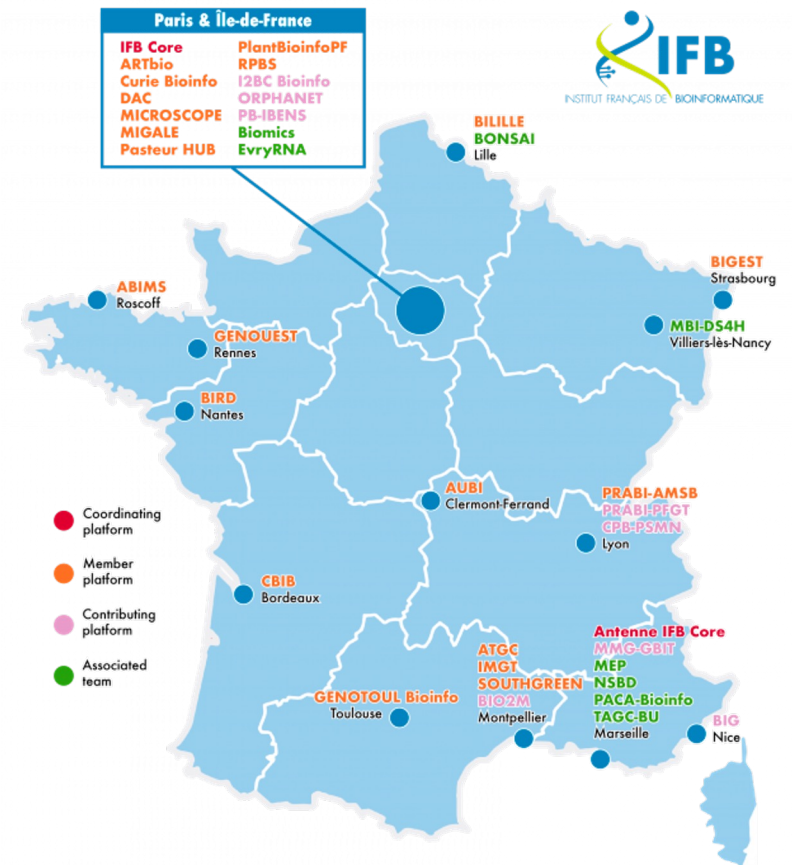 Paris & Île-de-France
IFB Core
ARTbio
Curie Bioinfo
DAC
MICROSCOPE
MIGALE
Pasteur HUB
PlantBioinfoPF
RPBS
I2BC Bioinfo
ORPHANET
PB-IBENS
Biomics
EvryRNA
IFB
INSTITUT FRANÇAIS DE BIOINFORMATIQUE
BILILLE
BONSAI
Lille
BIGEST
Strasbourg
ABIMS
Roscoff
MBI-DS4H
Villiers-lès-Nancy
GENOUEST
Rennes
BIRD
Nantes
AUBI
Clermont-Ferrand
PRABI-AMSB
PRABI-PFGT
CPB-PSMN
Lyon
Coordinating
platform
Member
platform
Contributing
platform
Associated
team
CBIB
Bordeaux
GENOTOUL Bioinfo
Toulouse
ATGC
IMGT
SOUTHGREEN
BIO2M
Montpellier
Antenne IFB Core
MMG-GBIT
MEP
NSBD
PACA-Bioinfo
TAGC-BU
Marseille
BIG
Nice